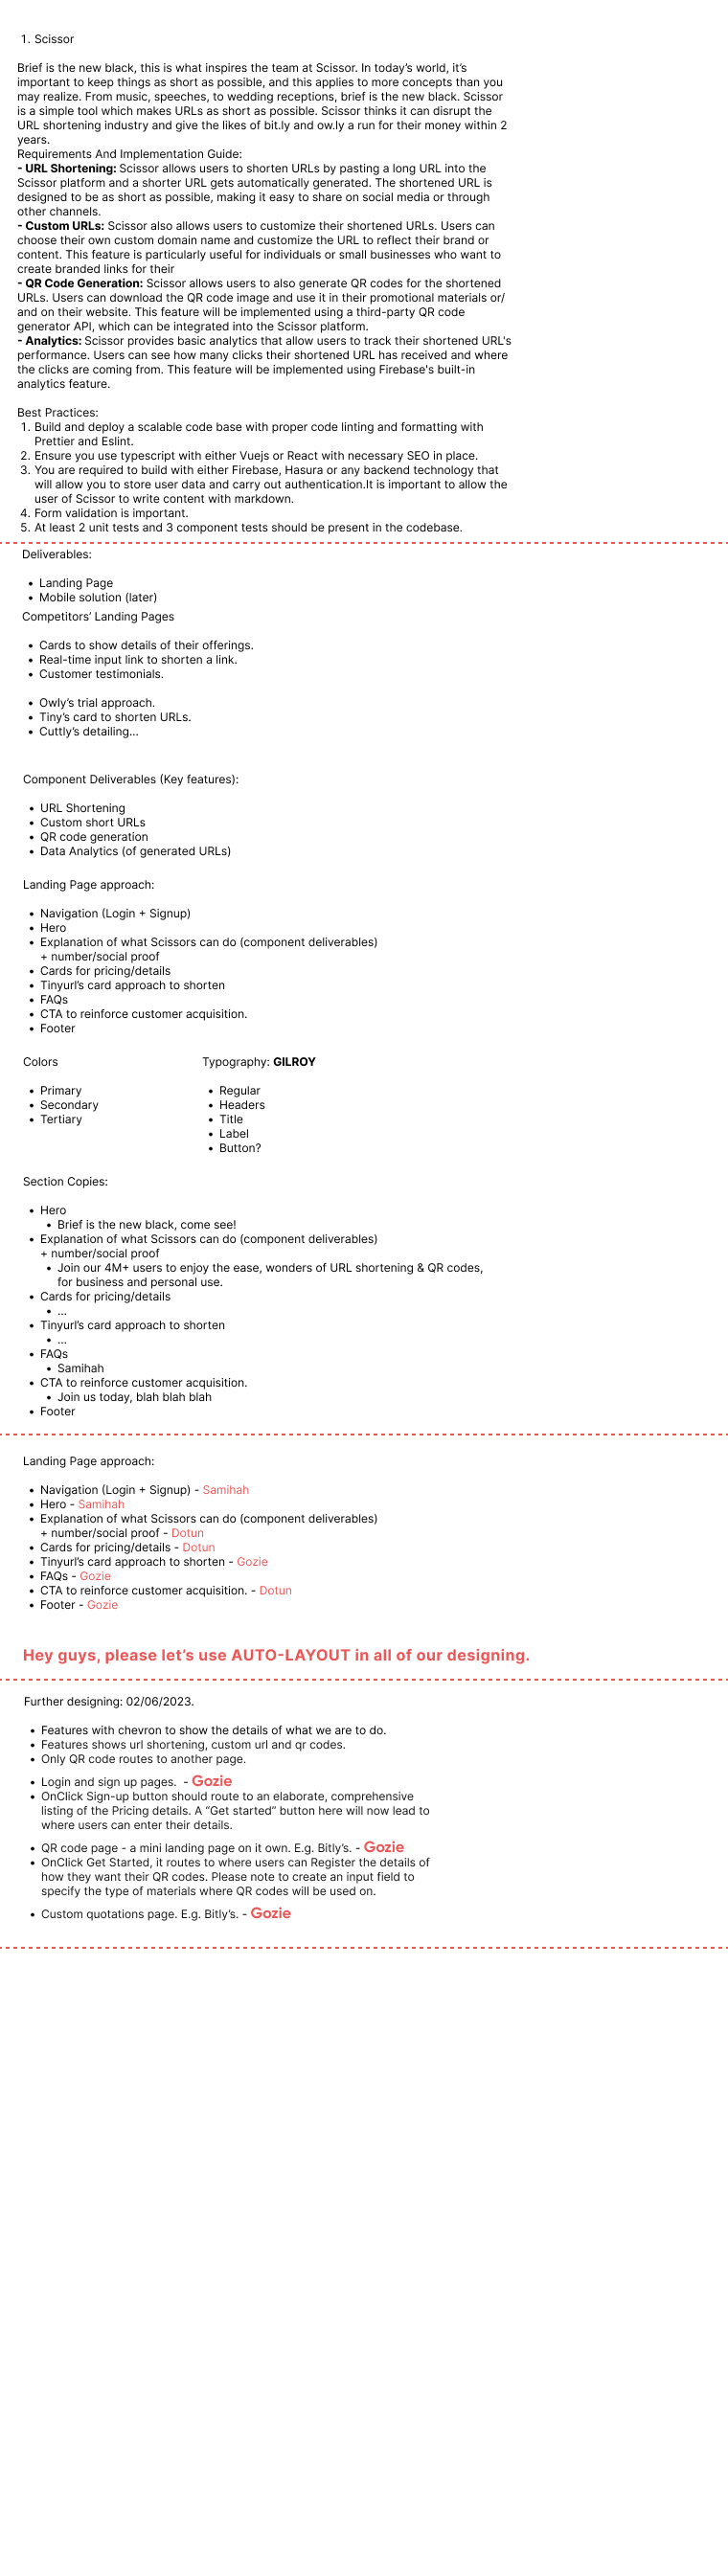 1. Scissor
Brief is the new black, this is what inspires the team at Scissor. In today’s world, it’s
important to keep things as short as possible, and this applies to more concepts than you
may realize. From music, speeches, to wedding receptions, brief is the new black. Scissor
is a simple tool which makes URLs as short as possible. Scissor thinks it can disrupt the
URL shortening industry and give the likes of bit.ly and ow.ly a run for their money within 2
years.
Requirements And Implementation Guide:
- URL Shortening: Scissor allows users to shorten URLs by pasting a long URL into the
Scissor platform and a shorter URL gets automatically generated. The shortened URL is
designed to be as short as possible, making it easy to share on social media or through
other channels.
- Custom URLs: Scissor also allows users to customize their shortened URLs. Users can
choose their own custom domain name and customize the URL to reflect their brand or
content. This feature is particularly useful for individuals or small businesses who want to
create branded links for their
- QR Code Generation: Scissor allows users to also generate QR codes for the shortened
URLs. Users can download the QR code image and use it in their promotional materials or/
and on their website. This feature will be implemented using a third-party QR code
generator API, which can be integrated into the Scissor platform.
- Analytics: Scissor provides basic analytics that allow users to track their shortened URL's
performance. Users can see how many clicks their shortened URL has received and where
the clicks are coming from. This feature will be implemented using Firebase's built-in
analytics feature.
Best Practices:
1. Build and deploy a scalable code base with proper code linting and formatting with
Prettier and Eslint.
2. Ensure you use typescript with either Vuejs or React with necessary SEO in place.
3. You are required to build with either Firebase, Hasura or any backend technology that
will allow you to store user data and carry out authentication.It is important to allow the
user of Scissor to write content with markdown.
4. Form validation is important.
5. At least 2 unit tests and 3 component tests should be present in the codebase.
Deliverables:
• Landing Page
• Mobile solution (later)
Competitors’ Landing Pages
• Cards to show details of their offerings.
• Real-time input link to shorten a link.
• Customer testimonials.
• Owly’s trial approach.
• Tiny’s card to shorten URLs.
• Cuttly’s detailing...
Component Deliverables (Key features):
• URL Shortening
• Custom short URLs
• QR code generation
• Data Analytics (of generated URLs)
Landing Page approach:
• Navigation (Login + Signup)
• Hero
• Explanation of what Scissors can do (component deliverables)
+ number/social proof
• Cards for pricing/details
• Tinyurl’s card approach to shorten
• FAQs
• CTA to reinforce customer acquisition.
• Footer
Colors
• Primary
• Secondary
• Tertiary
Typography: GILROY
• Regular
• Headers
• Title
• Label
• Button?
Section Copies:
• Hero
• Brief is the new black, come see!
• Explanation of what Scissors can do (component deliverables)
+ number/social proof
• Join our 4M+ users to enjoy the ease, wonders of URL shortening & QR codes,
for business and personal use.
• Cards for pricing/details
• ...
• Tinyurl’s card approach to shorten
• ...
• FAQs
• Samihah
• CTA to reinforce customer acquisition.
• Join us today, blah blah blah
• Footer
Landing Page approach:
• Navigation (Login + Signup) - Samihah
• Hero - Samihah
• Explanation of what Scissors can do (component deliverables)
+ number/social proof - Dotun
• Cards for pricing/details - Dotun
• Tinyurl’s card approach to shorten - Gozie
• FAQs - Gozie
• CTA to reinforce customer acquisition. - Dotun
• Footer - Gozie
Hey guys, please let’s use AUTO-LAYOUT in all of our designing.
Further designing: 02/06/2023.
• Features with chevron to show the details of what we are to do.
• Features shows url shortening, custom url and qr codes.
• Only QR code routes to another page.
• Login and sign up pages. - Gozie
• OnClick Sign-up button should route to an elaborate, comprehensive
listing of the Pricing details. A “Get started” button here will now lead to
where users can enter their details.
• QR code page - a mini landing page on it own. E.g. Bitly’s. - Gozie
• OnClick Get Started, it routes to where users can Register the details of
how they want their QR codes. Please note to create an input field to
specify the type of materials where QR codes will be used on.
• Custom quotations page. E.g. Bitly’s. - Gozie